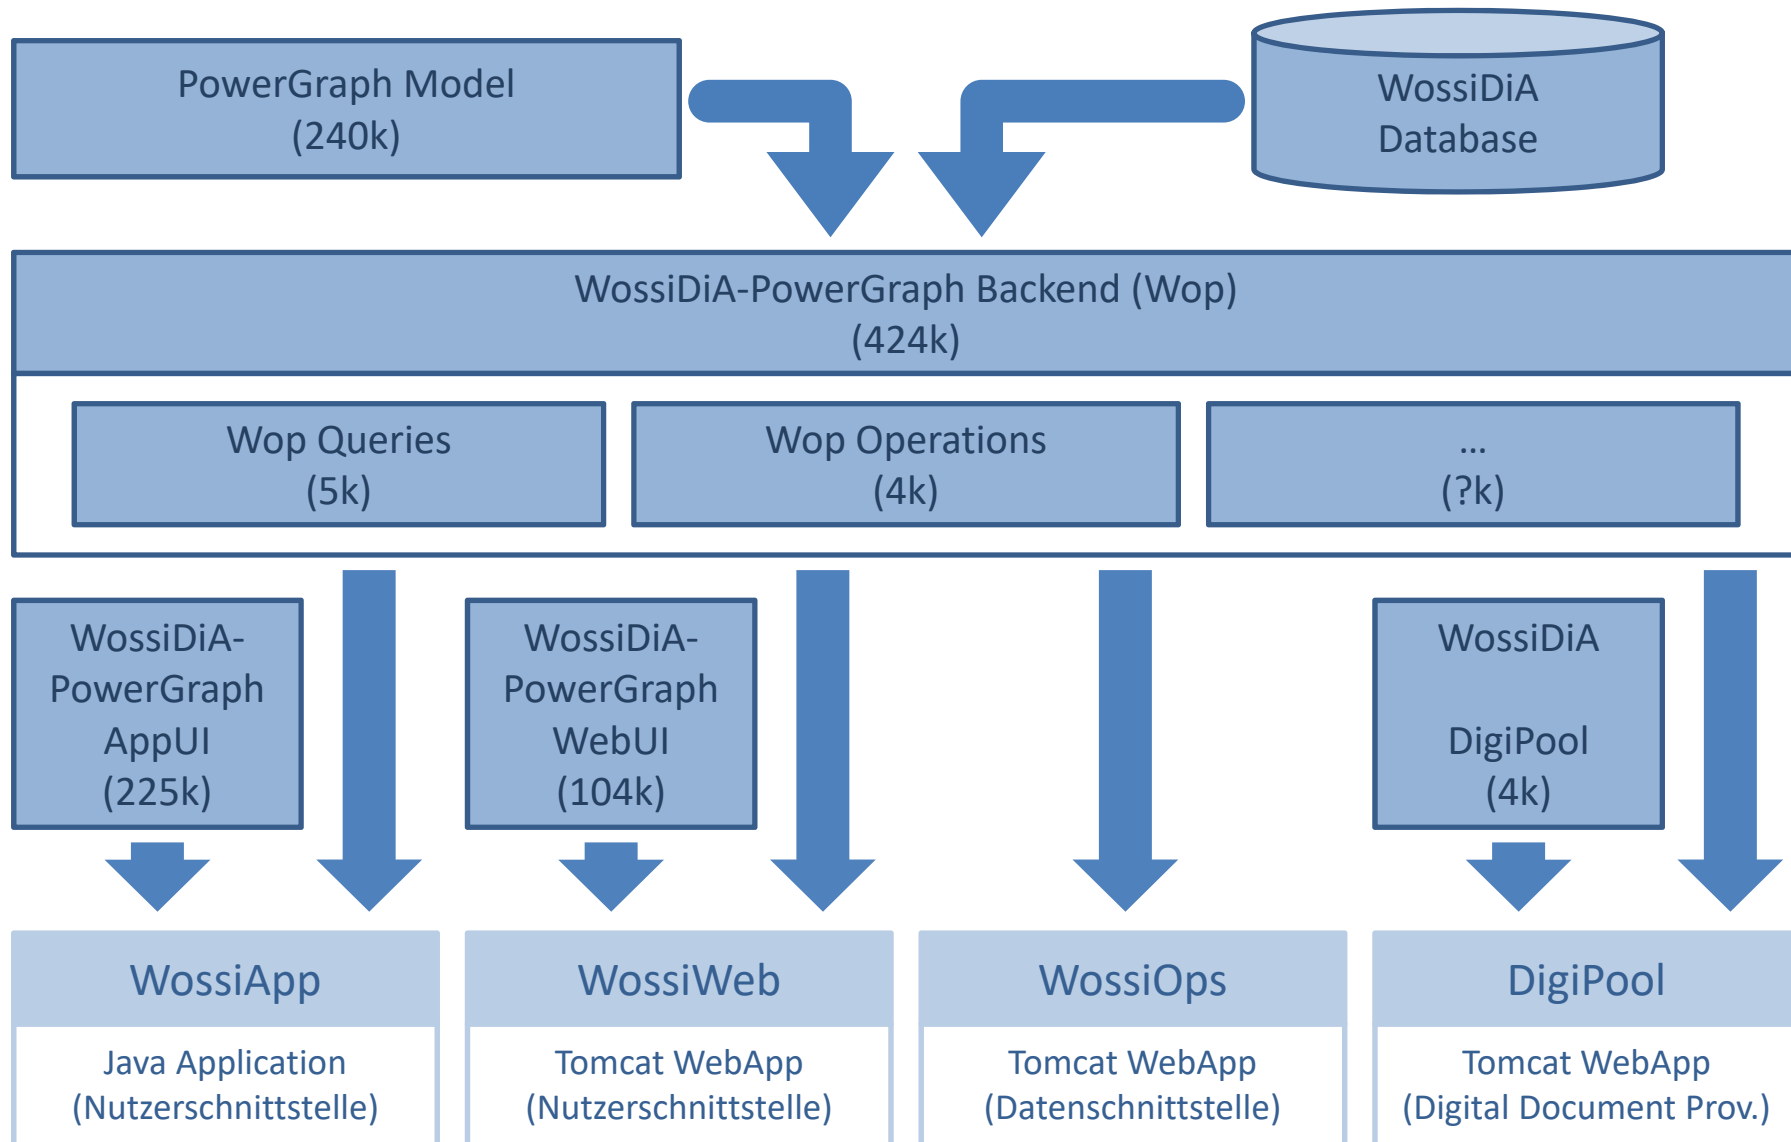 PowerGraph Model
(240k)
WossiDiA
Database
WossiDiA-PowerGraph Backend (Wop)
(424k)
Wop Queries
(5k)
Wop Operations
(4k)
...
(?k)
WossiDiA-
PowerGraph
AppUI
(225k)
WossiDiA-
PowerGraph
WebUI
(104k)
WossiDiA
DigiPool
(4k)
WossiApp
Java Application
(Nutzerschnittstelle)
WossiWeb
Tomcat WebApp
(Nutzerschnittstelle)
WossiOps
Tomcat WebApp
(Datenschnittstelle)
DigiPool
Tomcat WebApp
(Digital Document Prov.)